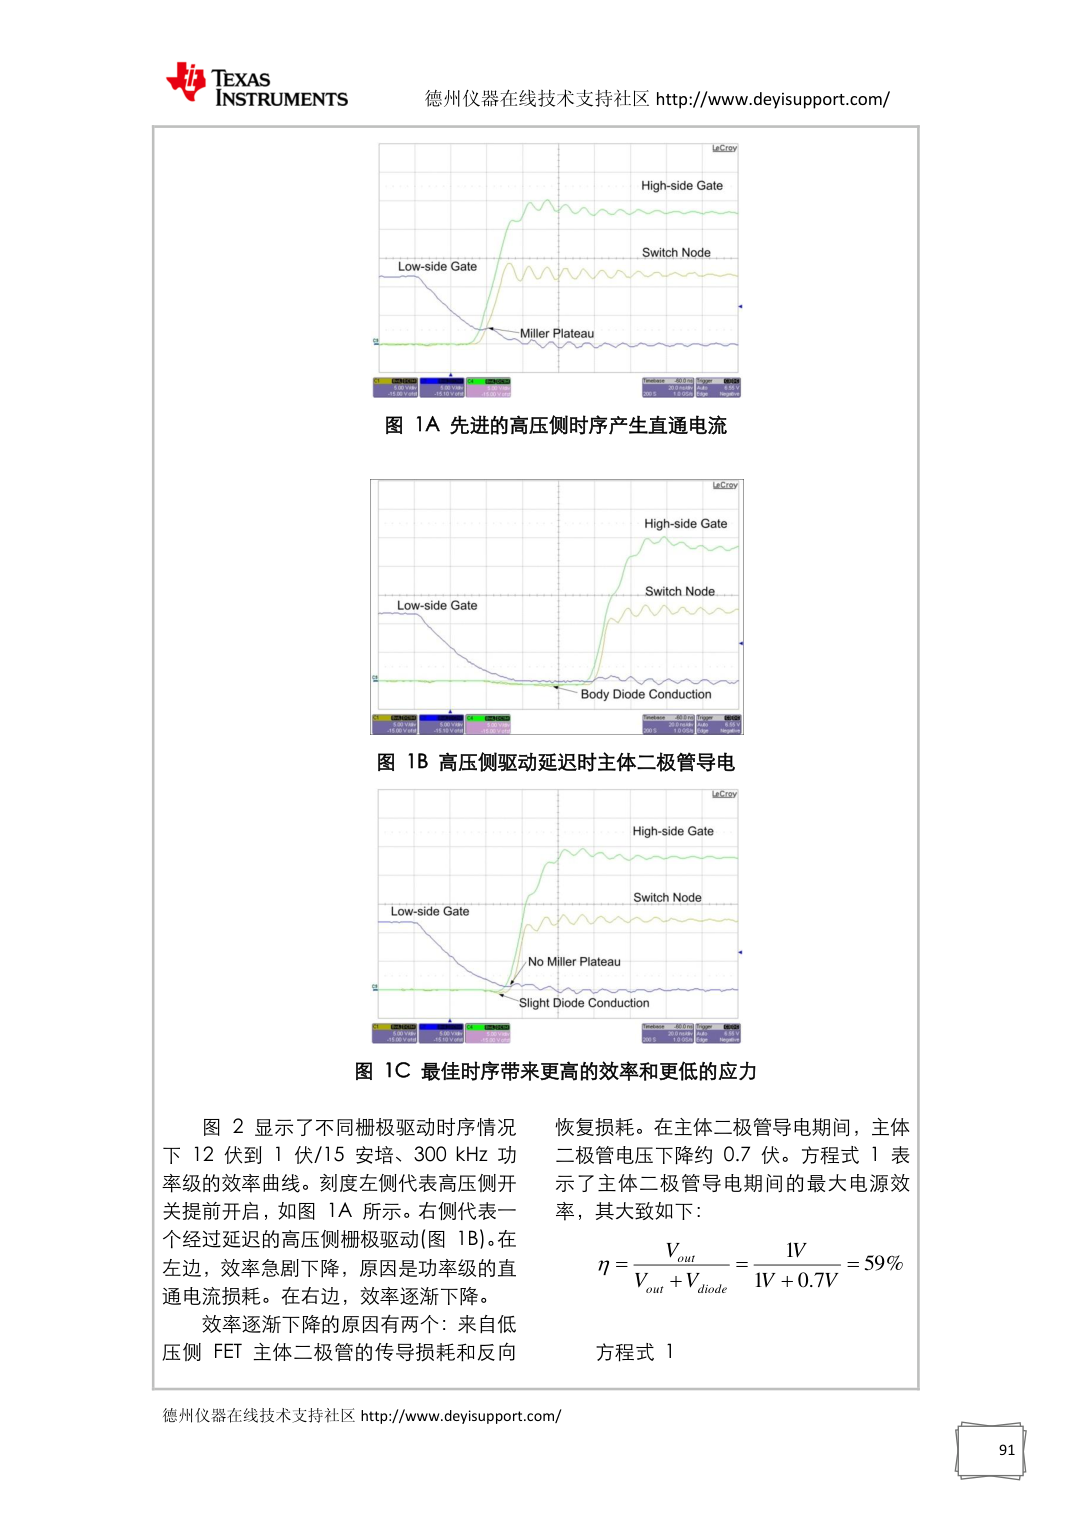 TEXAS
INSTRUMENTS
德州仪器在线技术支持社区 http://www.deyisupport.com/
LeCroy
High-side Gate
Switch Node
Low-side Gate
Miller Plateau
图 1A 先进的高压侧时序产生直通电流
LeCroy
High-side Gate
Switch Node
Low-side Gate
Body Diode Conduction
图 1B 高压侧驱动延迟时主体二极管导电
LeCroy
High-side Gate
Switch Node
Low-side Gate
No Miller Plateau
Slight Diode Conduction
图 1C 最佳时序带来更高的效率和更低的应力
图 2 显示了不同栅极驱动时序情况
下 12 伏到 1 伏/15 安培、300 kHz 功
率级的效率曲线。刻度左侧代表高压侧开
关提前开启，如图 1A 所示。右侧代表一
个经过延迟的高压侧栅极驱动(图 1B)。在
左边，效率急剧下降，原因是功率级的直
通电流损耗。在右边，效率逐渐下降。
效率逐渐下降的原因有两个：来自低
压侧 FET 主体二极管的传导损耗和反向
恢复损耗。在主体二极管导电期间，主体
二极管电压下降约 0.7 伏。方程式 1 表
示了主体二极管导电期间的最大电源效
率，其大致如下：
η = V_out / (V_out + V_diode) = 1V / (1V + 0.7V) = 59%
方程式 1
德州仪器在线技术支持社区 http://www.deyisupport.com/
91